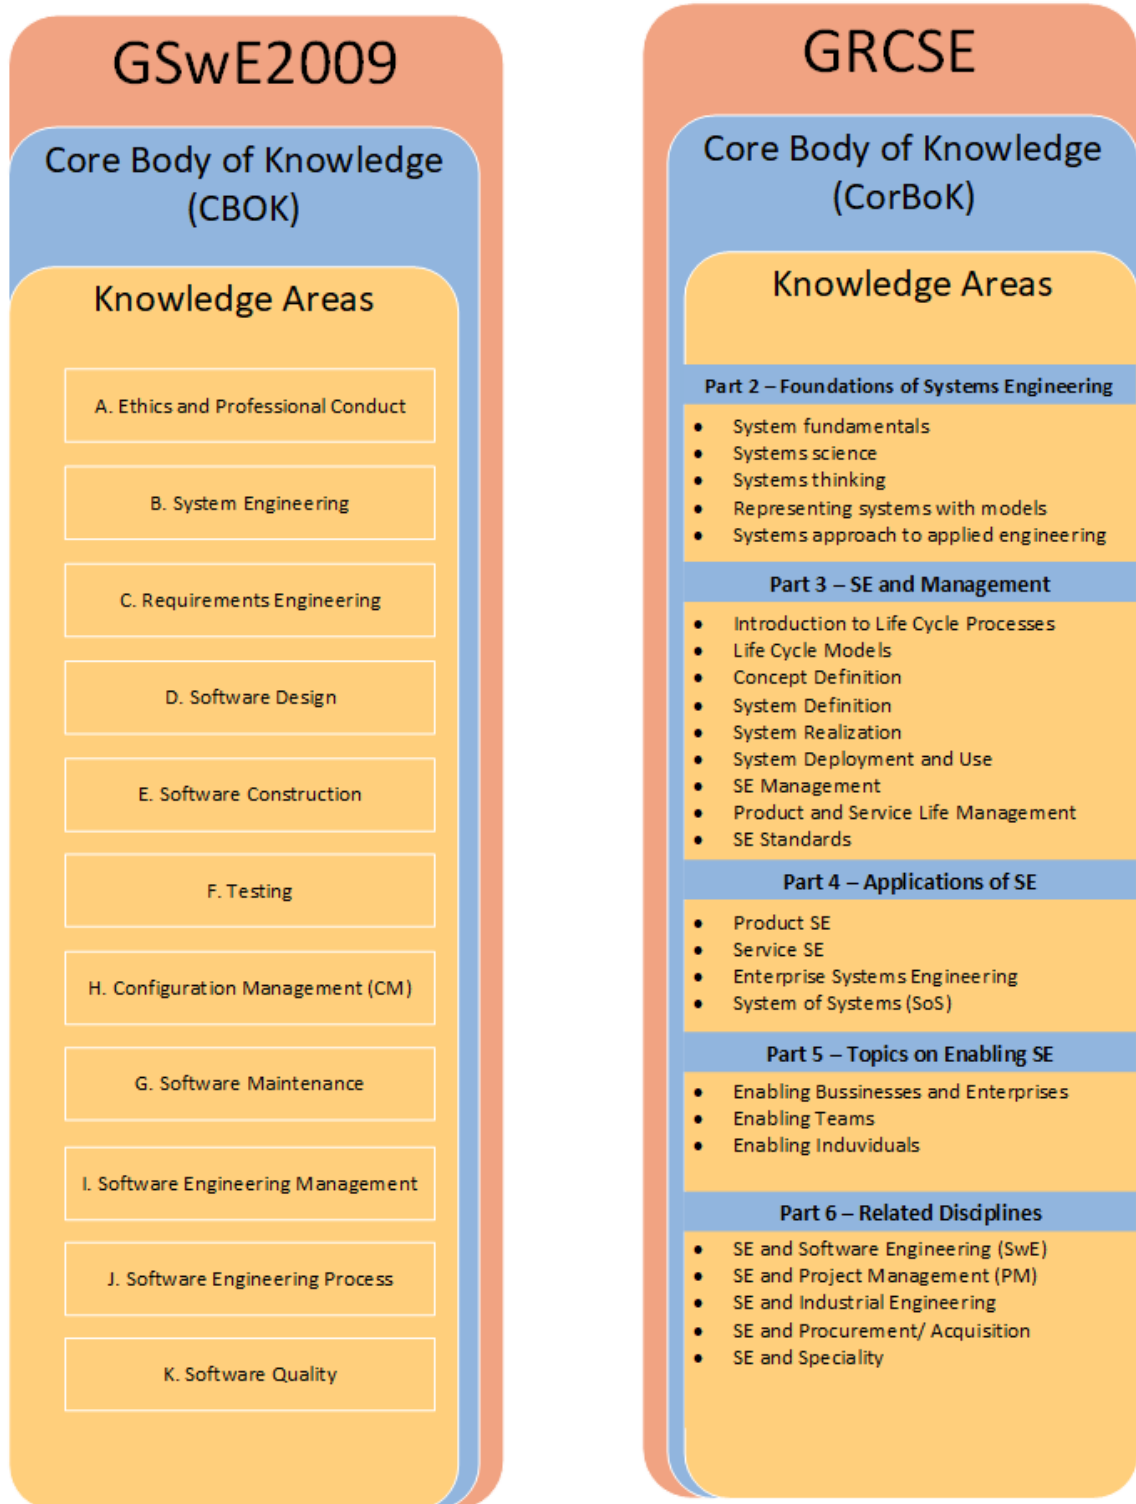 GSwE2009
Core Body of Knowledge
(CBOK)
Knowledge Areas
A. Ethics and Professional Conduct
B. System Engineering
C. Requirements Engineering
D. Software Design
E. Software Construction
F. Testing
H. Configuration Management (CM)
G. Software Maintenance
I. Software Engineering Management
J. Software Engineering Process
K. Software Quality
GRCSE
Core Body of Knowledge
(CorBoK)
Knowledge Areas
Part 2 – Foundations of Systems Engineering
• System fundamentals
• Systems science
• Systems thinking
• Representing systems with models
• Systems approach to applied engineering
Part 3 – SE and Management
• Introduction to Life Cycle Processes
• Life Cycle Models
• Concept Definition
• System Definition
• System Realization
• System Deployment and Use
• SE Management
• Product and Service Life Management
• SE Standards
Part 4 – Applications of SE
• Product SE
• Service SE
• Enterprise Systems Engineering
• System of Systems (SoS)
Part 5 – Topics on Enabling SE
• Enabling Bussinesses and Enterprises
• Enabling Teams
• Enabling Induviduals
Part 6 – Related Disciplines
• SE and Software Engineering (SwE)
• SE and Project Management (PM)
• SE and Industrial Engineering
• SE and Procurement/ Acquisition
• SE and Speciality